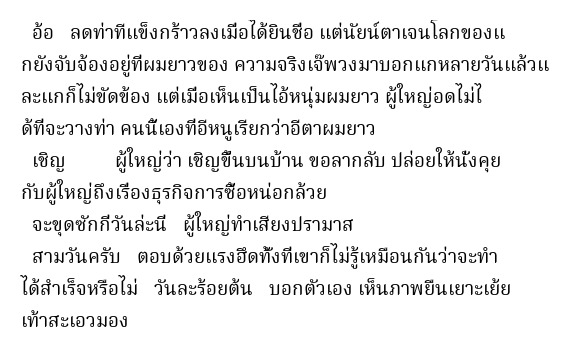 อ้อ ลดท่าทีแข็งกร้าวลงเมื่อได้ยินชื่อ แต่นัยน์ตาเจนโลกของแ
กยังจับจ้องอยู่ที่ผมยาวของ ความจริงเจ๊พวงมาบอกแกหลายวันแล้วแ
ละแกก็ไม่ขัดข้อง แต่เมื่อเห็นเป็นไอ้หนุ่มผมยาว ผู้ใหญ่อดไม่ไ
ด้ที่จะวางท่า คนนี้เองที่อีหนูเรียกว่าอีตาผมยาว
เชิญ ผู้ใหญ่ว่า เชิญขึ้นบนบ้าน ขอลากลับ ปล่อยให้นั่งคุย
กับผู้ใหญ่ถึงเรื่องธุรกิจการซื้อหน่อกล้วย
จะขุดซักกี่วันล่ะนี่ ผู้ใหญ่ทำเสียงปรามาส
สามวันครับ ตอบด้วยแรงฮึดทั้งที่เขาก็ไม่รู้เหมือนกันว่าจะทำ
ได้สำเร็จหรือไม่ วันละร้อยต้น บอกตัวเอง เห็นภาพยืนเยาะเย้ย
เท้าสะเอวมอง